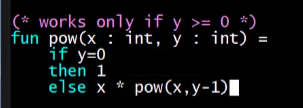 (* works only if y >= 0 *)
fun pow(x : int, y : int) =
    if y=0
    then 1
    else x * pow(x,y-1)